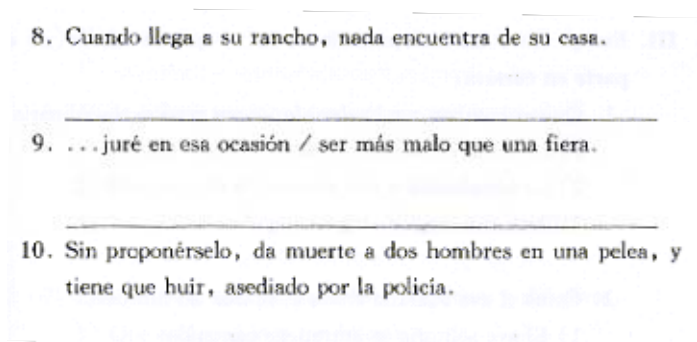 8. Cuando llega a su rancho, nada encuentra de su casa.
9. ...juré en esa ocasión / ser más malo que una fiera.
10. Sin proponérselo, da muerte a dos hombres en una pelea, y
tiene que huir, asediado por la policía.